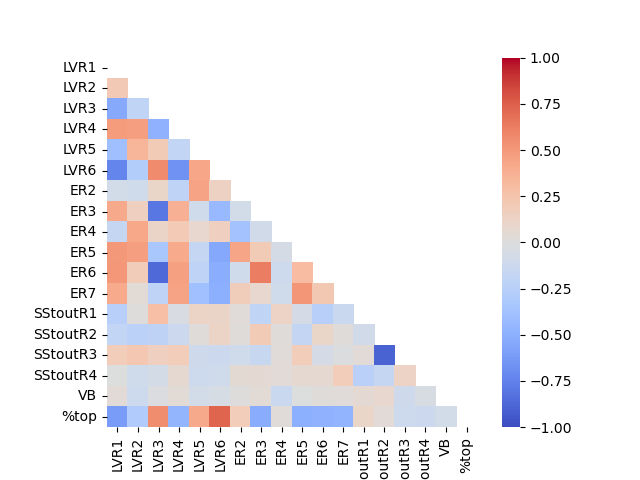 LVR1
LVR2
LVR3
LVR4
LVR5
LVR6
ER2
ER3
ER4
ER5
ER6
ER7
SStoutR1
SStoutR2
SStoutR3
SStoutR4
VB
%top
LVR1
LVR2
LVR3
LVR4
LVR5
LVR6
ER2
ER3
ER4
ER5
ER6
ER7
outR1
outR2
outR3
outR4
VB
%top
1.00
0.75
0.50
0.25
0.00
−0.25
−0.50
−0.75
−1.00